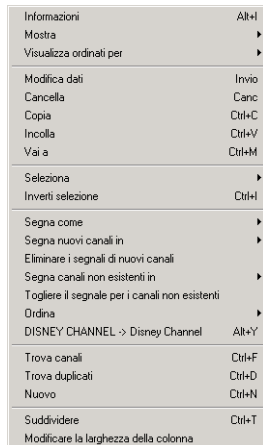 Informazioni Alt+I
Mostra
Visualizza ordinati per
Modifica dati Invio
Cancella Canc
Copia Ctrl+C
Incolla Ctrl+V
Vai a Ctrl+M
Seleziona
Inverti selezione Ctrl+I
Segna come
Segna nuovi canali in
Eliminare i segnali di nuovi canali
Segna canali non esistenti in
Togliere il segnale per i canali non esistenti
Ordina
DISNEY CHANNEL -> Disney Channel Alt+Y
Trova canali Ctrl+F
Trova duplicati Ctrl+D
Nuovo Ctrl+N
Suddividere Ctrl+T
Modificare la larghezza della colonna